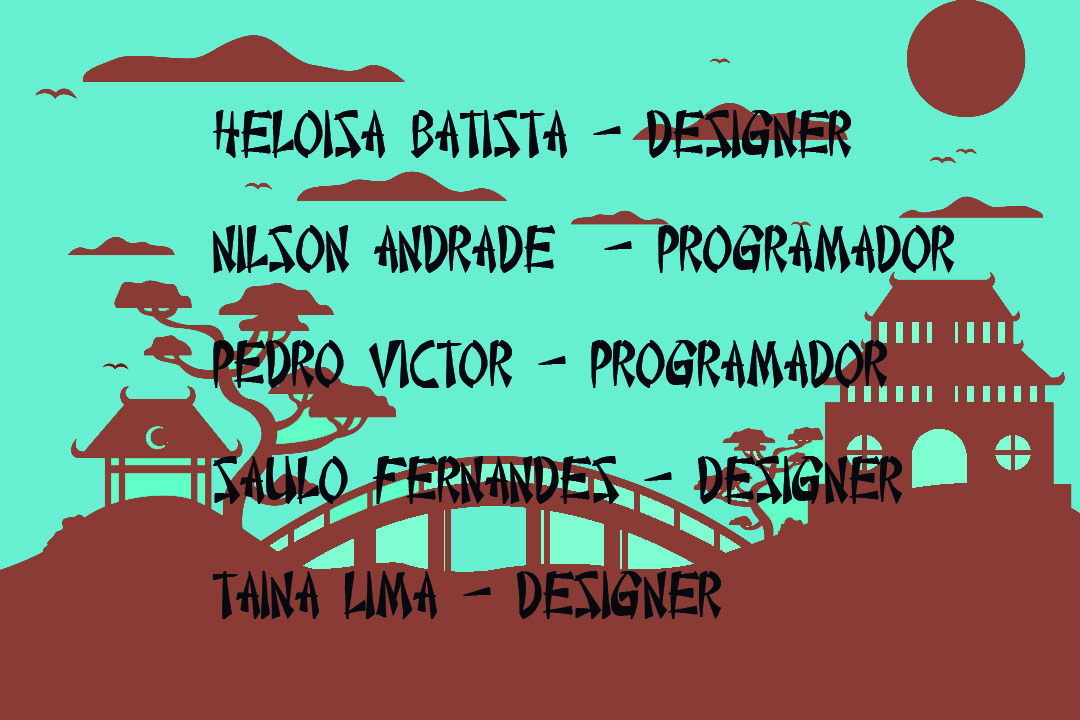 HELOISA BATISTA - DESIGNER
NILSON ANDRADE - PROGRAMADOR
PEDRO VICTOR - PROGRAMADOR
SAULO FERNANDES - DESIGNER
TAINA LIMA - DESIGNER